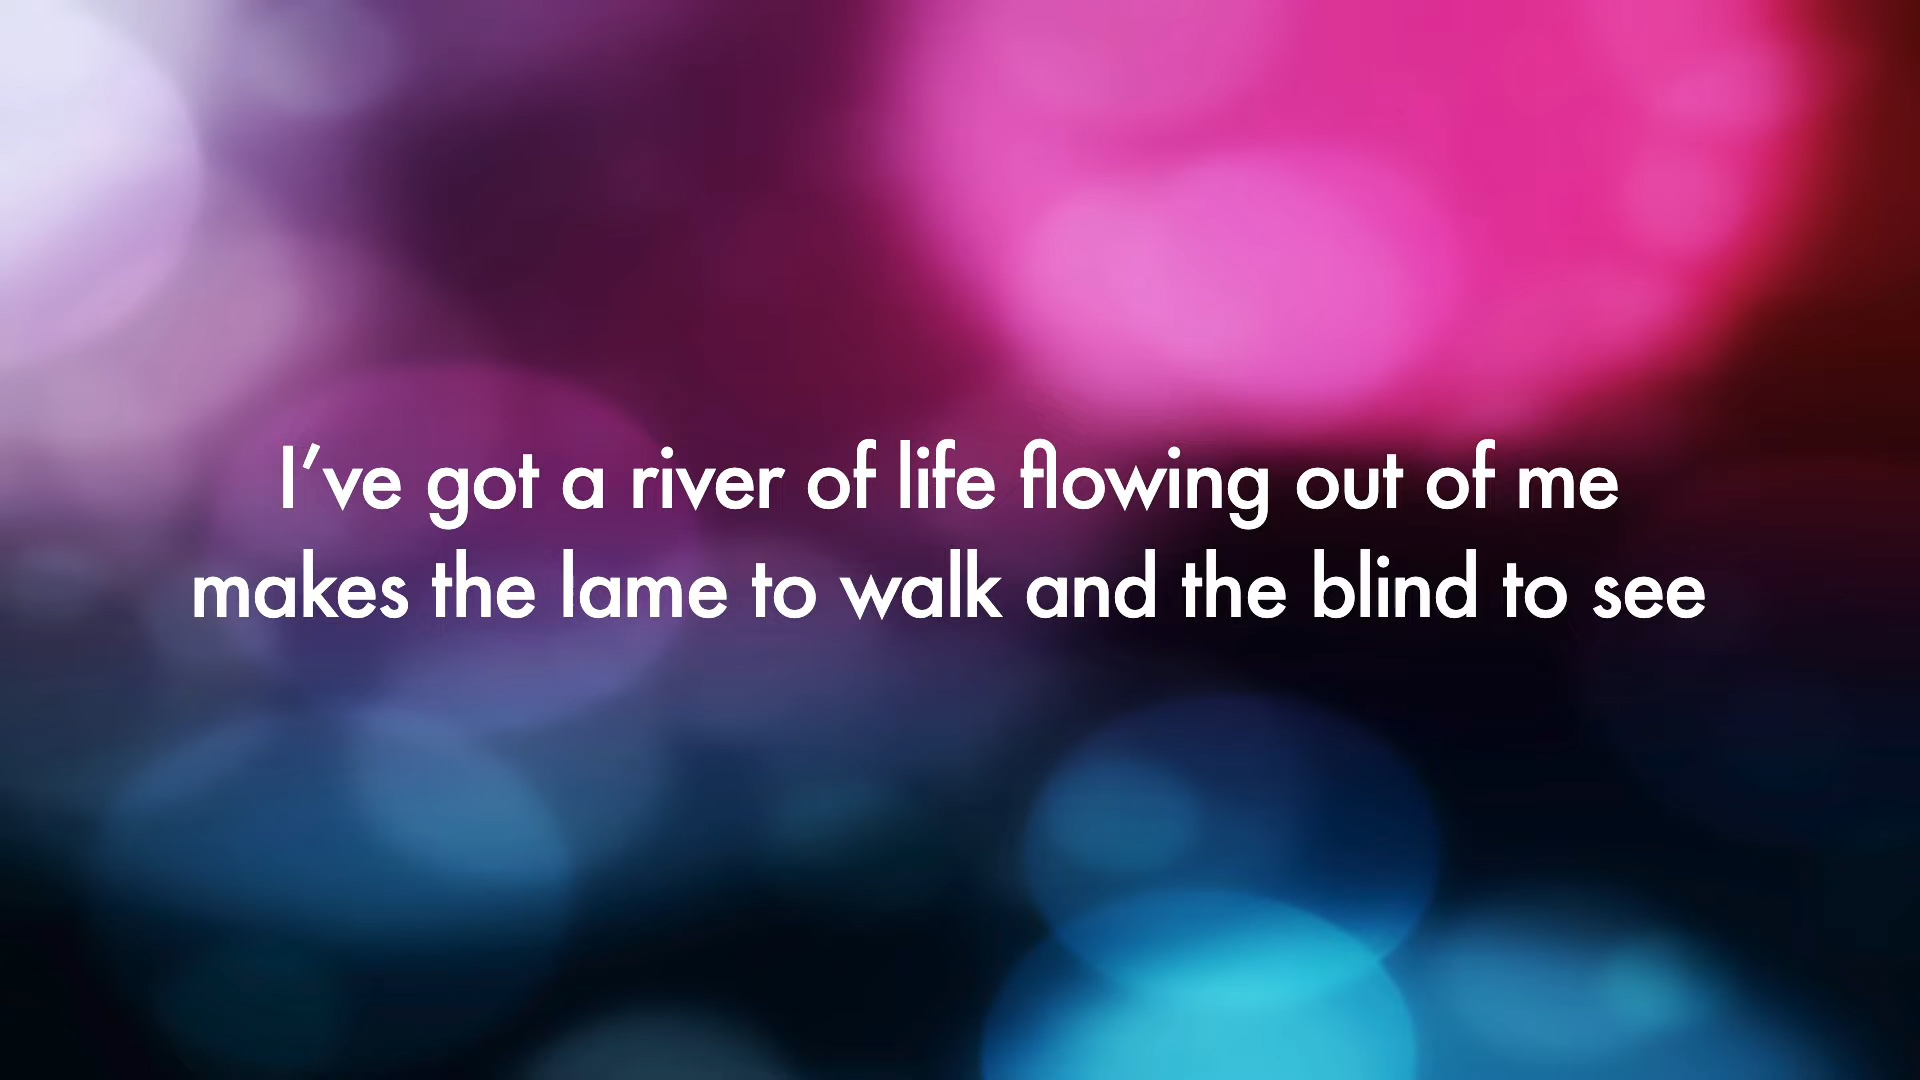 I’ve got a river of life flowing out of me
makes the lame to walk and the blind to see